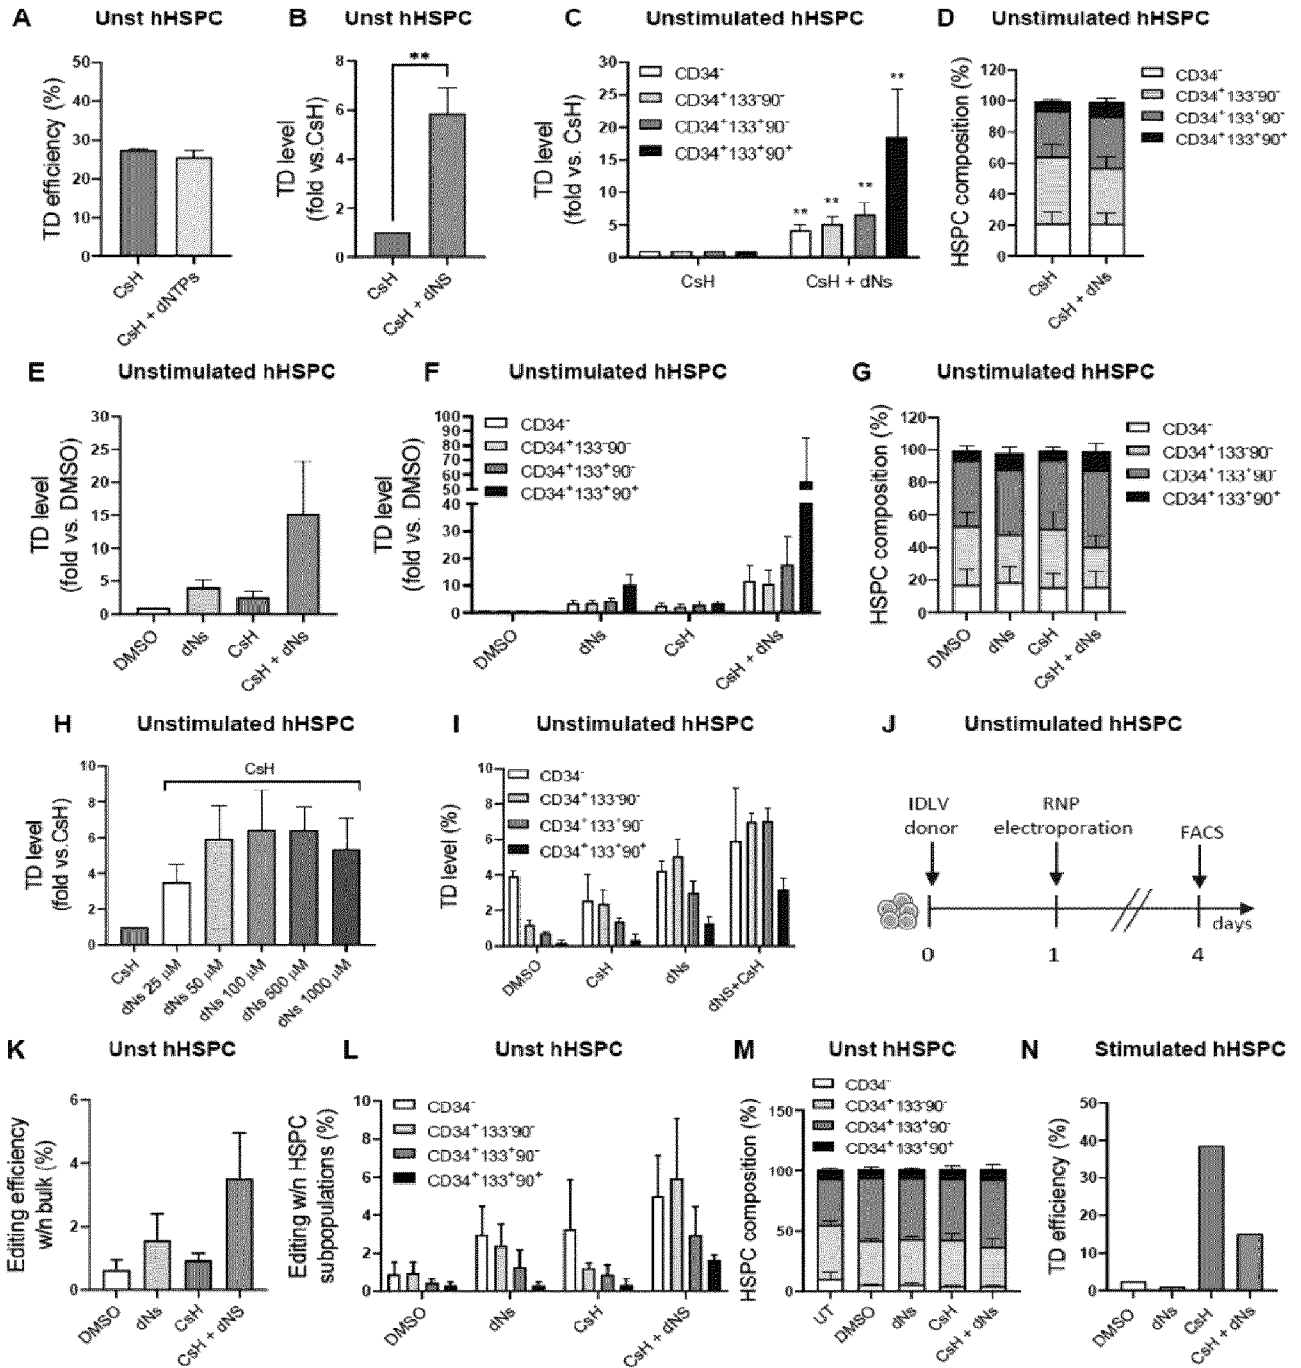 A Unst hHSPC
TD efficiency (%)
50
40
30
20
10
0
CsH
CsH + dNTPs
B Unst hHSPC
TD level
(fold vs.CsH)
8
6
4
2
0
**
CsH
CsH + dNS
C Unstimulated hHSPC
TD level
(fold vs. CsH)
30
25
20
15
10
5
0
CD34-
CD34+133-90-
CD34+133+90-
CD34+133+90+
** ** ** **
CsH
CsH + dNs
D Unstimulated hHSPC
HSPC composition (%)
120
100
80
60
40
20
0
CD34-
CD34+133-90-
CD34+133+90-
CD34+133+90+
CsH
CsH + dNs
E Unstimulated hHSPC
TD level
(fold vs. DMSO)
30
25
20
15
10
5
0
DMSO
dNs
CsH
CsH + dNs
F Unstimulated hHSPC
TD level
(fold vs. DMSO)
100
90
80
70
60
50
40
30
20
10
0
CD34-
CD34+133-90-
CD34+133+90-
CD34+133+90+
DMSO
dNs
CsH
CsH + dNs
G Unstimulated hHSPC
HSPC composition (%)
120
100
80
60
40
20
0
CD34-
CD34+133-90-
CD34+133+90-
CD34+133+90+
DMSO
dNs
CsH
CsH + dNs
H Unstimulated hHSPC
TD level
(fold vs.CsH)
10
8
6
4
2
0
CsH
CsH
dNs 25 µM
dNs 50 µM
dNs 100 µM
dNs 500 µM
dNs 1000 µM
I Unstimulated hHSPC
TD level (%)
10
8
6
4
2
0
CD34-
CD34+133-90-
CD34+133+90-
CD34+133+90+
DMSO
CsH
dNs
dNS+CsH
J Unstimulated hHSPC
IDLV
donor
RNP
electroporation
FACS
days
0
1
4
K Unst hHSPC
Editing efficiency
w/n bulk (%)
6
4
2
0
DMSO
dNs
CsH
CsH + dNS
L Unst hHSPC
Editing w/n HSPC
subpopulations (%)
10
8
6
4
2
0
CD34-
CD34+133-90-
CD34+133+90-
CD34+133+90+
DMSO
dNs
CsH
CsH + dNS
M Unst hHSPC
HSPC composition (%)
150
100
50
0
CD34-
CD34+133-90-
CD34+133+90-
CD34+133+90+
UT
DMSO
dNs
CsH
CsH + dNs
N Stimulated hHSPC
TD efficiency (%)
50
40
30
20
10
0
DMSO
dNs
CsH
CsH + dNs